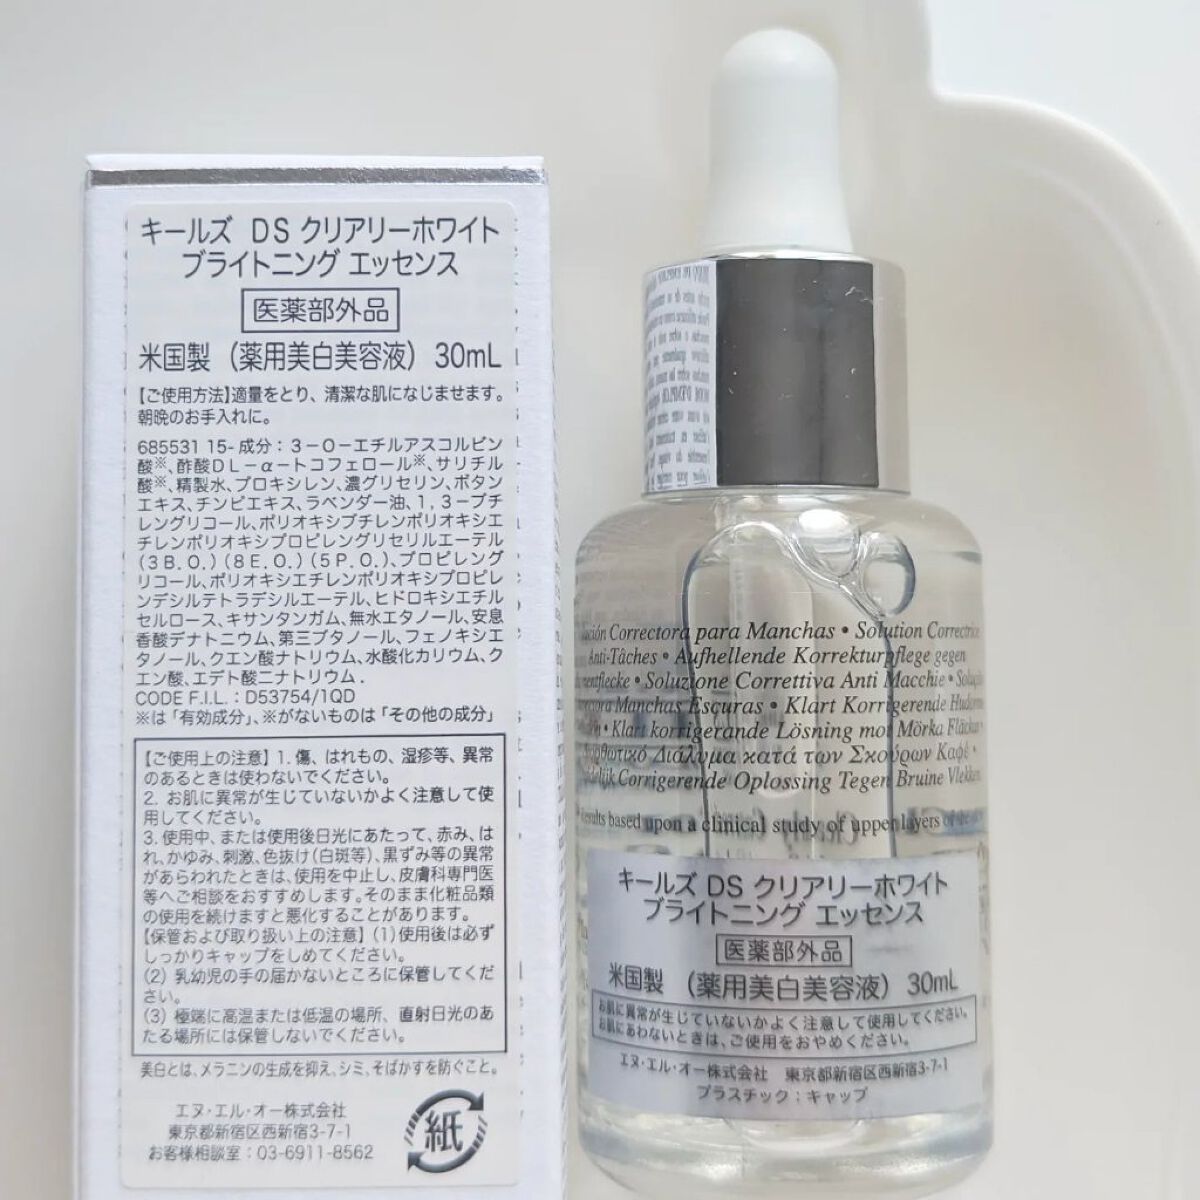 キールズ DS クリアリーホワイト
ブライトニング エッセンス
医薬部外品
米国製 （薬用美白美容液） 30mL
【ご使用方法】適量をとり、清潔な肌になじませます。
朝晩のお手入れに。
685531 15- 成分：３－Ｏ－エチルアスコルビン
酸※、酢酸ＤＬ－α－トコフェロール※、サリチル
酸※、精製水、プロキシレン、濃グリセリン、ボタン
エキス、チンピエキス、ラベンダー油、1，3－ブチ
レングリコール、ポリオキシブチレンポリオキシエ
チレンポリオキシプロピレングリセリルエーテル
（３Ｂ．Ｏ．）（８Ｅ．Ｏ．）（５Ｐ．Ｏ．）、プロピレング
リコール、ポリオキシエチレンポリオキシプロピレ
ンデシルテトラデシルエーテル、ヒドロキシエチル
セルロース、キサンタンガム、無水エタノール、安息
香酸デナトニウム、第三ブタノール、フェノキシエ
タノール、クエン酸ナトリウム、水酸化カリウム、ク
エン酸、エデト酸二ナトリウム．
CODE F.I.L. : D53754/1QD
※は「有効成分」、※がないものは「その他の成分」
【ご使用上の注意】1. 傷、はれもの、湿疹等、異常
のあるときは使わないでください。
2. お肌に異常が生じていないかよく注意して使
用してください。
3. 使用中、または使用後日光にあたって、赤み、は
れ、かゆみ、刺激、色抜け（白斑等）、黒ずみ等の異常
があらわれたときは、使用を中止し、皮膚科専門医
等へご相談をおすすめします。そのまま化粧品類
の使用を続けますと悪化することがあります。
【保管および取り扱い上の注意】(1) 使用後は必ず
しっかりキャップをしめてください。
(2) 乳幼児の手の届かないところに保管してくだ
さい。
(3) 極端に高温または低温の場所、直射日光のあ
たる場所には保管しないでください。
美白とは、メラニンの生成を抑え、シミ、そばかすを防ぐこと。
エヌ・エル・オー株式会社
東京都新宿区西新宿3-7-1
お客様相談室：03-6911-8562
紙
Correctora para Manchas • Solution Correctrice
Anti-Tâches • Aufhellende Korrekturpflege gegen
• Soluzione Correttiva Anti Macchie •
Manchas Escuras • Klart Korrigerende
• Klart korrigerande Lösning mot Mörka Fläckar •
Διάλυμα κατά των Σκούρων Καφέ •
Corrigerende Oplossing Tegen Bruine Vlekken
based upon a clinical study of upper layers of
キールズ DS クリアリーホワイト
ブライトニング エッセンス
医薬部外品
米国製 （薬用美白美容液） 30mL
お肌に異常が生じていないかよく注意して使用してください。
お肌にあわないときは、ご使用をおやめください。
エヌ・エル・オー株式会社 東京都新宿区西新宿3-7-1
プラスチック：キャップ